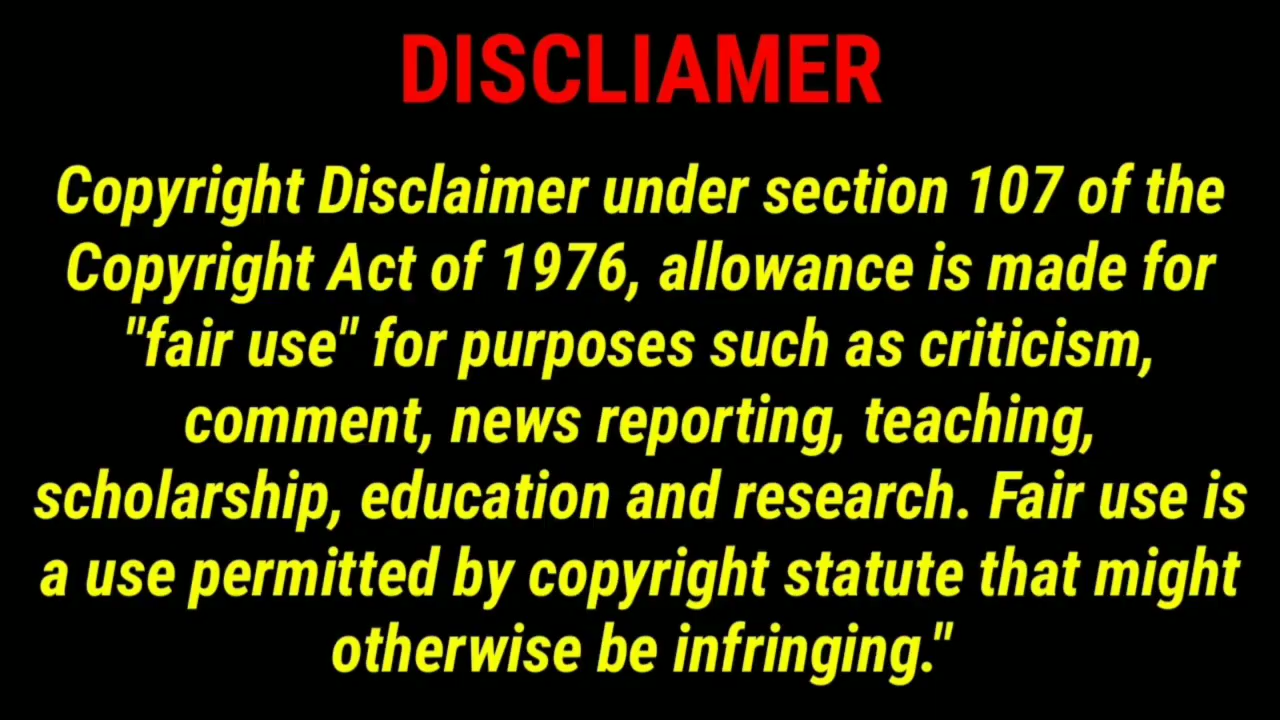 DISCLIAMER
Copyright Disclaimer under section 107 of the
Copyright Act of 1976, allowance is made for
"fair use" for purposes such as criticism,
comment, news reporting, teaching,
scholarship, education and research. Fair use is
a use permitted by copyright statute that might
otherwise be infringing."